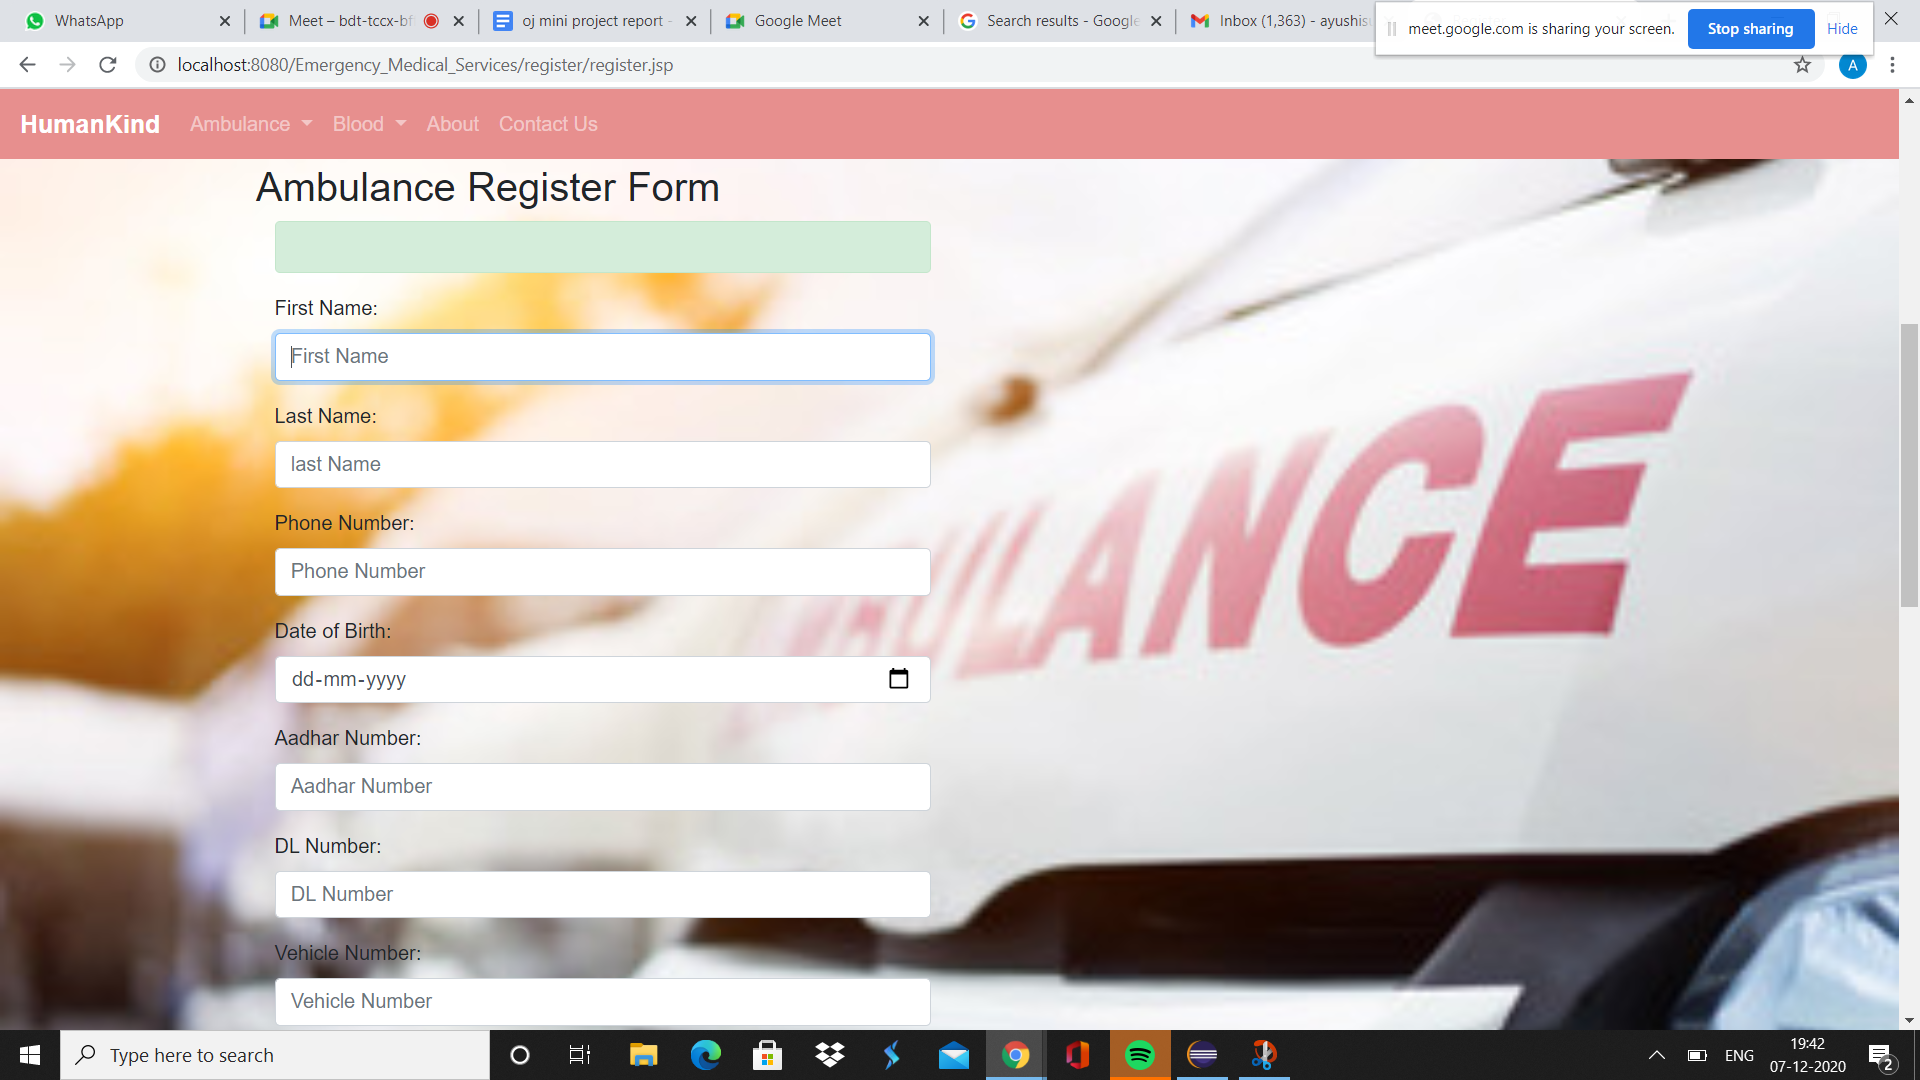 WhatsApp
Meet – bdt-tccx-bf
oj mini project report -
Google Meet
Search results - Google
Inbox (1,363) - ayushis
meet.google.com is sharing your screen.
Stop sharing
Hide
localhost:8080/Emergency_Medical_Services/register/register.jsp
A
HumanKind
Ambulance
Blood
About
Contact Us
Ambulance Register Form
First Name:
First Name
Last Name:
last Name
Phone Number:
Phone Number
Date of Birth:
dd-mm-yyyy
Aadhar Number:
Aadhar Number
DL Number:
DL Number
Vehicle Number:
Vehicle Number
AMBULANCE
Type here to search
ENG
19:42
07-12-2020
2